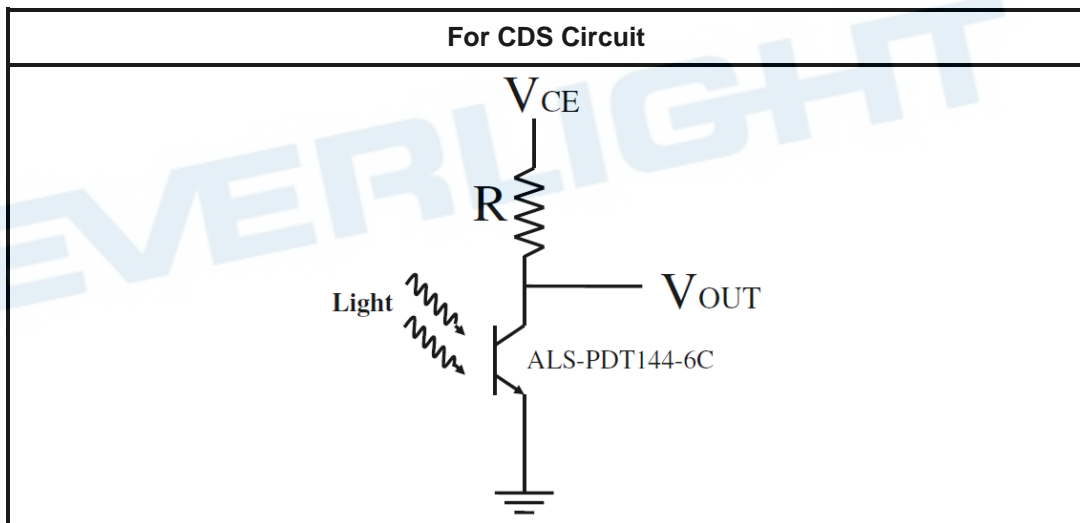 For CDS Circuit
EVERLIGHT
VCE
R
VOUT
Light
ALS-PDT144-6C